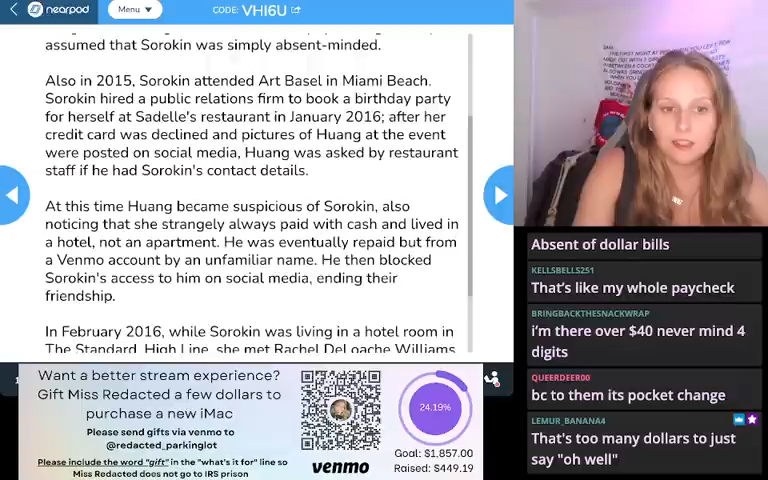 nearpod
Menu
CODE: VHI6U
assumed that Sorokin was simply absent-minded.
Also in 2015, Sorokin attended Art Basel in Miami Beach.
Sorokin hired a public relations firm to book a birthday party
for herself at Sadelle's restaurant in January 2016; after her
credit card was declined and pictures of Huang at the event
were posted on social media, Huang was asked by restaurant
staff if he had Sorokin's contact details.
At this time Huang became suspicious of Sorokin, also
noticing that she strangely always paid with cash and lived in
a hotel, not an apartment. He was eventually repaid but from
a Venmo account by an unfamiliar name. He then blocked
Sorokin's access to him on social media, ending their
friendship.
In February 2016, while Sorokin was living in a hotel room in
The Standard, High Line, she met Rachel DeLoache Williams
Want a better stream experience?
Gift Miss Redacted a few dollars to
purchase a new iMac
Please send gifts via venmo to
@redacted_parkinglot
Please include the word "gift" in the "what's it for" line so
Miss Redacted does not go to IRS prison
venmo
24.19%
Goal: $1,857.00
Raised: $449.19
Absent of dollar bills
KELLSBELLS251
That's like my whole paycheck
BRINGBACKTHESNACKWRAP
i'm there over $40 never mind 4
digits
QUEERDEER00
bc to them its pocket change
LEMUR_BANANA4
That's too many dollars to just
say "oh well"